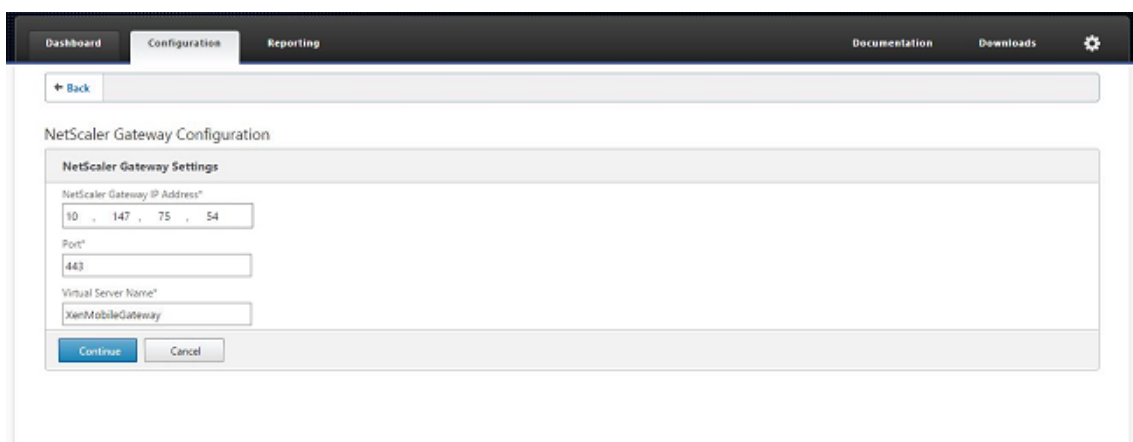 Dashboard Configuration Reporting Documentation Downloads
← Back
NetScaler Gateway Configuration
NetScaler Gateway Settings
NetScaler Gateway IP Address*
10 . 147 . 75 . 54
Port*
443
Virtual Server Name*
XenMobileGateway
Continue Cancel